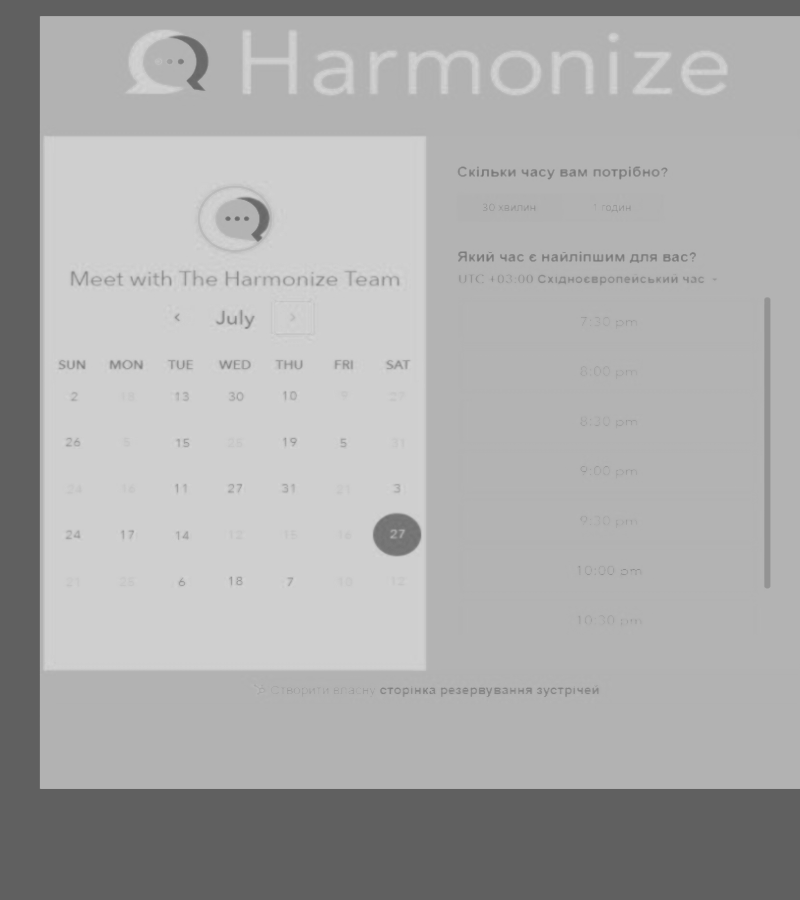 Harmonize
Meet with The Harmonize Team
‹ July ›
SUN MON TUE WED THU FRI SAT
2 13 30 10 9 27
26 5 15 25 19 5 31
24 16 11 27 31 21 3
24 17 14 12 15 16 27
21 25 6 18 7 10 12
Скільки часу вам потрібно?
30 хвилин 1 годин
Який час є найліпшим для вас?
UTC +03:00 Східноєвропейський час
7:30 pm
8:00 pm
8:30 pm
9:00 pm
9:30 pm
10:00 pm
10:30 pm
Створити власну сторінка резервування зустрічей